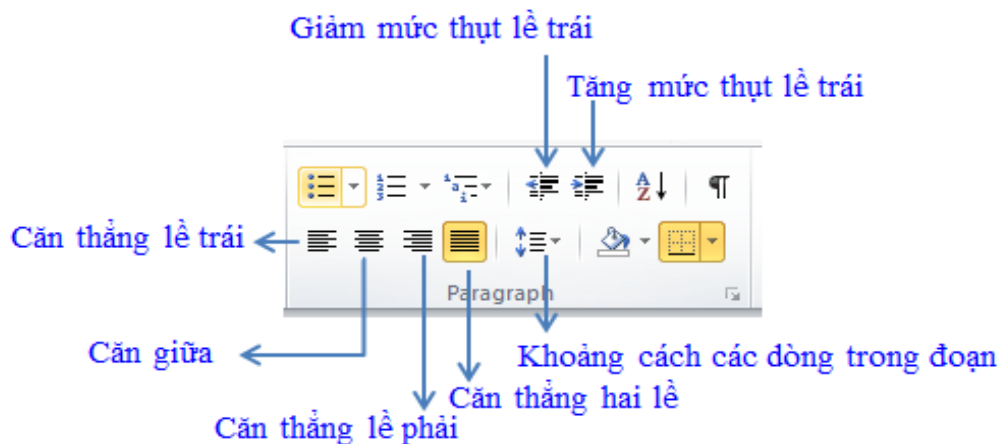 Giảm mức thụt lề trái
Tăng mức thụt lề trái
Căn thẳng lề trái
Paragraph
Căn giữa
Khoảng cách các dòng trong đoạn
Căn thẳng hai lề
Căn thẳng lề phải